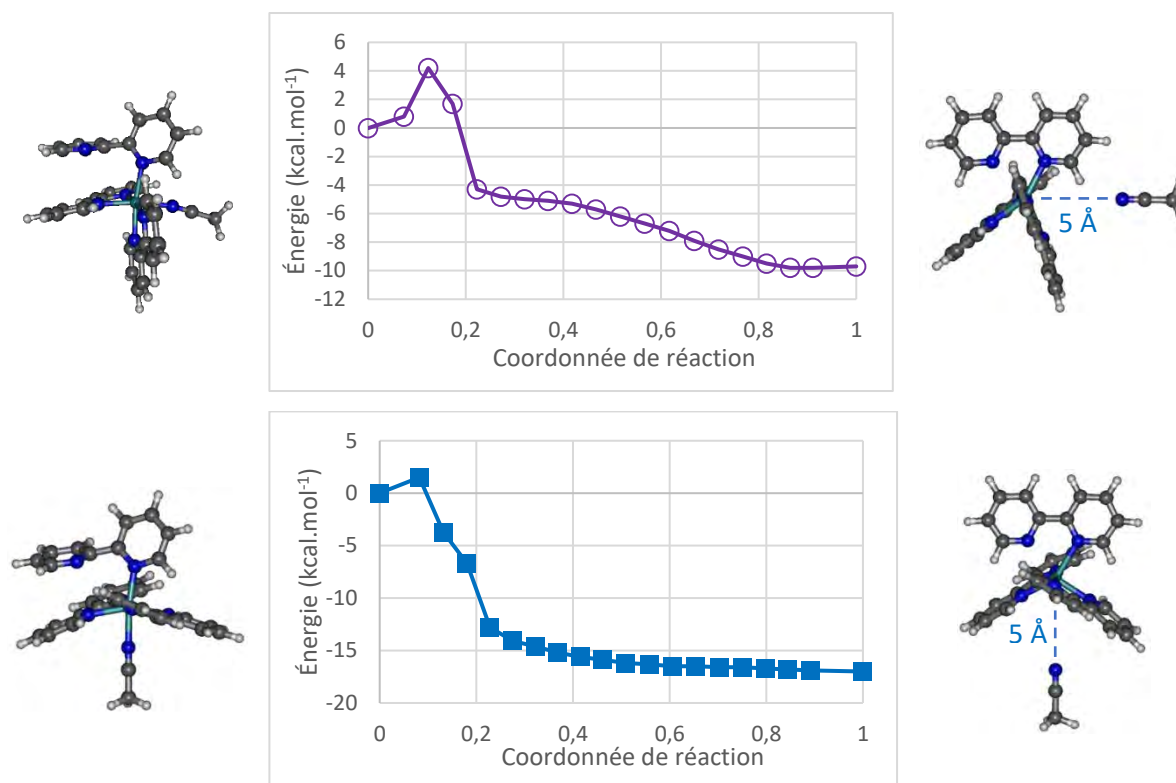 6
4
2
0
-2
-4
-6
-8
-10
-12
Énergie (kcal.mol-1)
0 0,2 0,4 0,6 0,8 1
Coordonnée de réaction
5 Å
5
0
-5
-10
-15
-20
Énergie (kcal.mol-1)
0 0,2 0,4 0,6 0,8 1
Coordonnée de réaction
5 Å